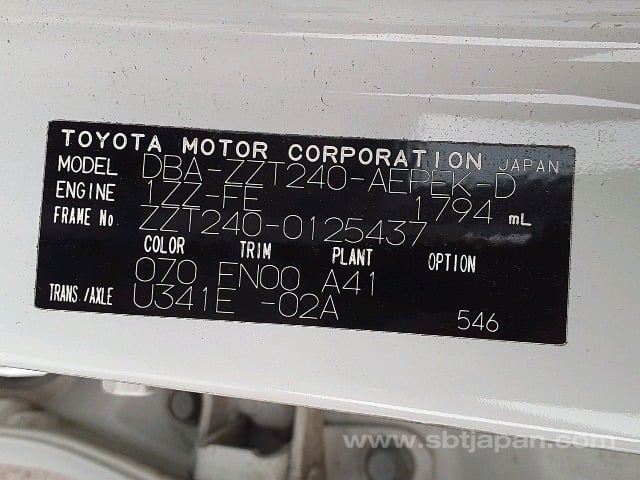 TOYOTA MOTOR CORPORATION JAPAN
MODEL DBA-ZZT240-AEPEK-D
ENGINE 1ZZ-FE 1794 mL
FRAME No ZZT240-0125437
COLOR TRIM PLANT OPTION
070 FN00 A41
TRANS./AXLE U341E -02A 546
www.sbtjapan.com